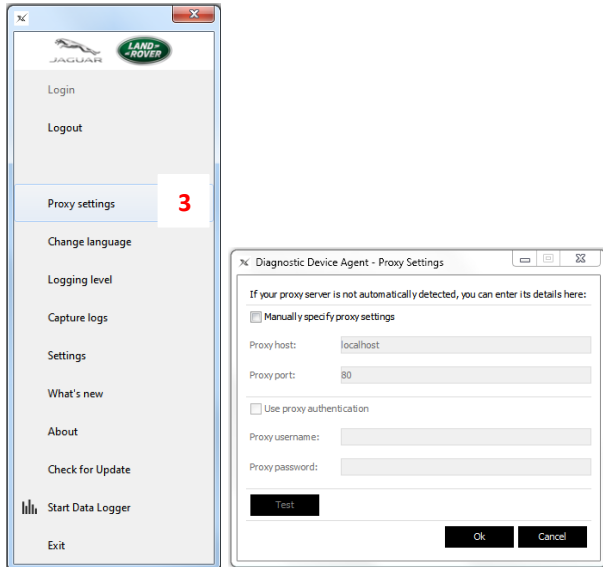 JAGUAR
LAND-
-ROVER
Login
Logout
Proxy settings
3
Change language
Logging level
Capture logs
Settings
What's new
About
Check for Update
Start Data Logger
Exit
Diagnostic Device Agent - Proxy Settings
If your proxy server is not automatically detected, you can enter its details here:
Manually specify proxy settings
Proxy host:
localhost
Proxy port:
80
Use proxy authentication
Proxy username:
Proxy password:
Test
Ok
Cancel